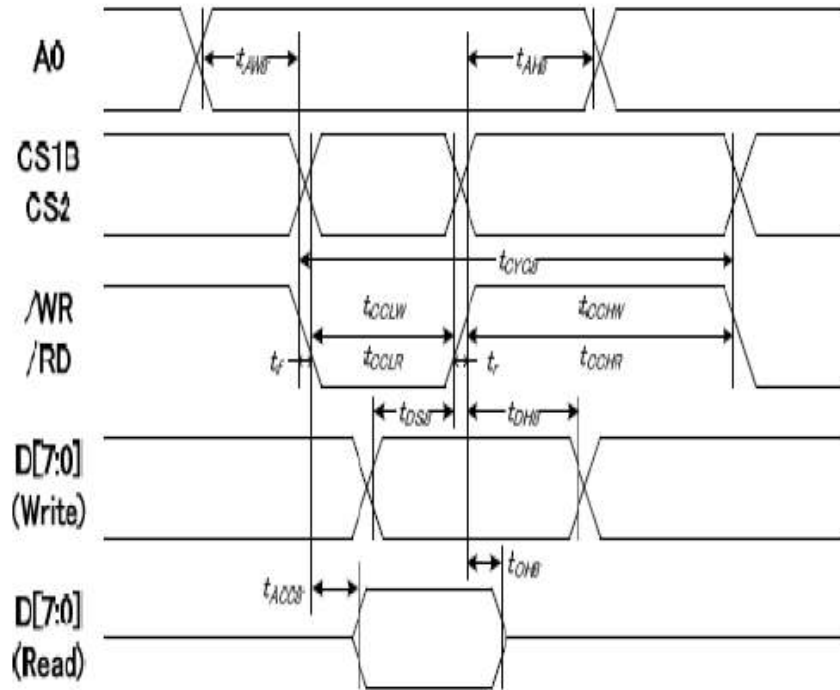 A0
tAW8
tAH8
CS1B
CS2
tCYC8
/WR
/RD
tCCLW
tCCHW
tf
tCCLR
tr
tCCHR
tDS8
tDH8
D[7:0]
(Write)
tACC8
tOH8
D[7:0]
(Read)